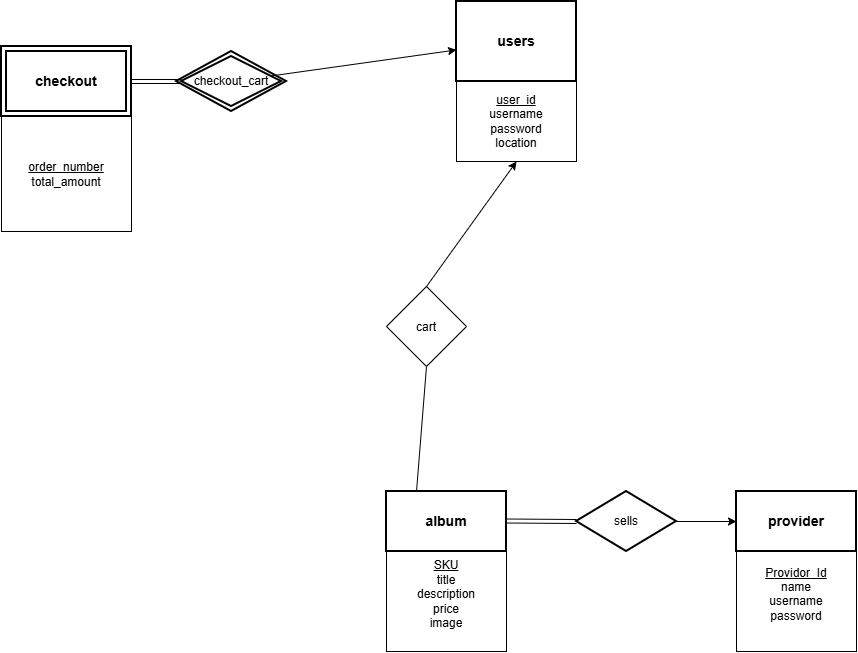 users
checkout
checkout_cart
user_id
username
password
location
order_number
total_amount
cart
album
sells
provider
SKU
title
description
price
image
Providor_Id
name
username
password